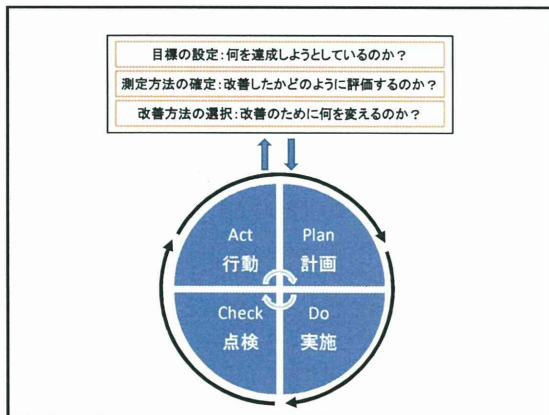 目標の設定:何を達成しようとしているのか?
測定方法の確定:改善したかどのように評価するのか?
改善方法の選択:改善のために何を変えるのか?
Act
行動
Plan
計画
Check
点検
Do
実施